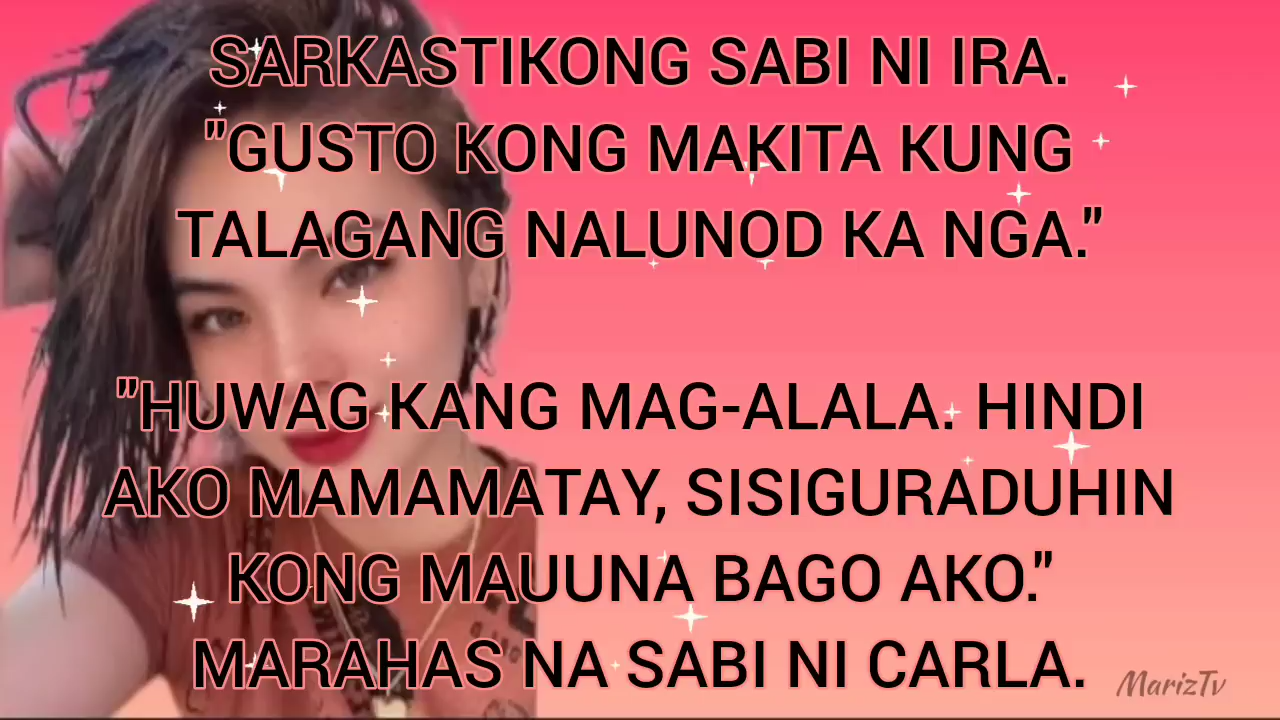 SARKASTIKONG SABI NI IRA.
"GUSTO KONG MAKITA KUNG
TALAGANG NALUNOD KA NGA."
"HUWAG KANG MAG-ALALA. HINDI
AKO MAMAMATAY, SISIGURADUHIN
KONG MAUUNA BAGO AKO."
MARAHAS NA SABI NI CARLA.
MarizTv